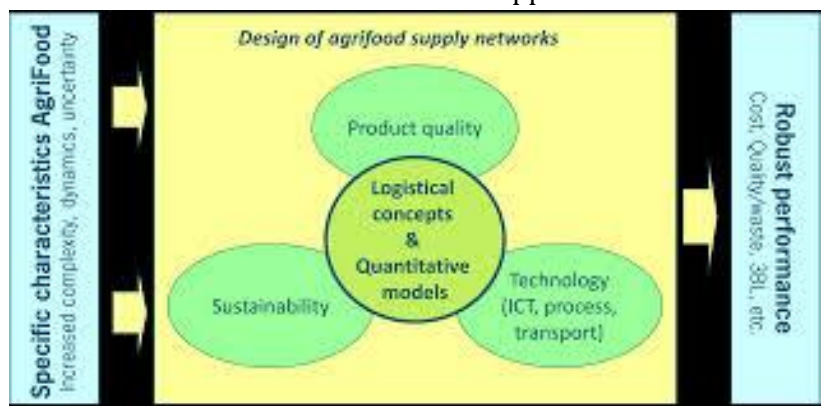 Specific characteristics AgriFood
Increased complexity, dynamics, uncertainty
Design of agrifood supply networks
Product quality
Logistical
concepts
&
Quantitative
models
Sustainability
Technology
(ICT, process,
transport)
Robust performance
Cost, Quality/waste, 3BL, etc.